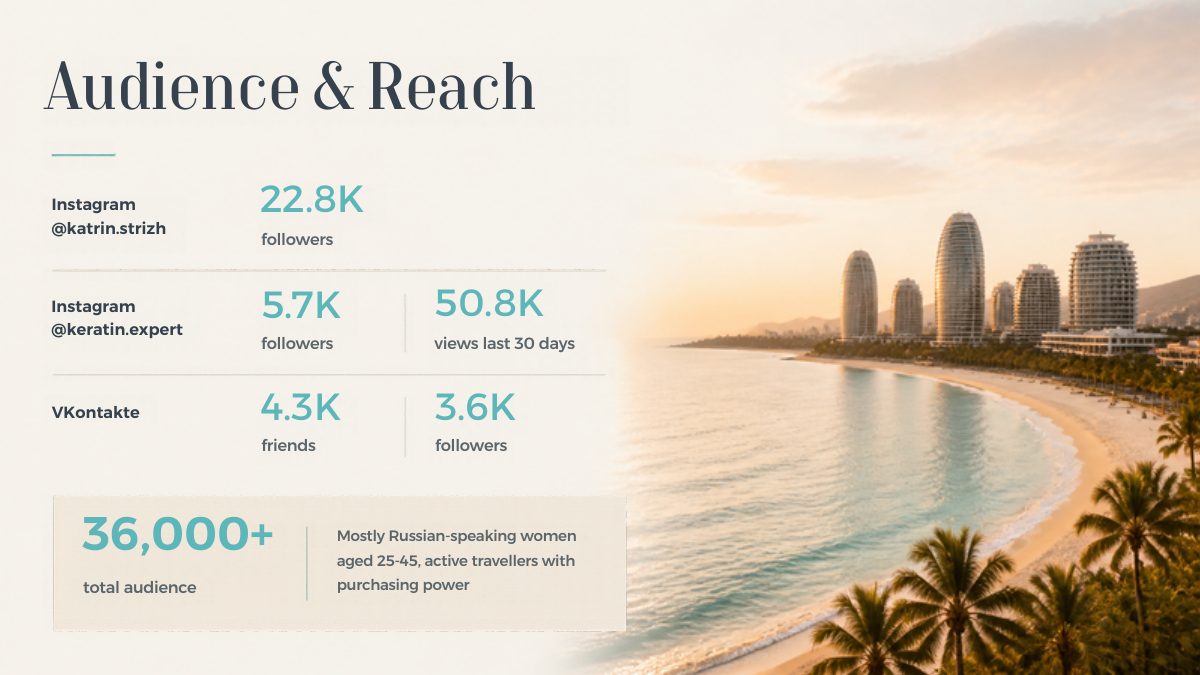 Audience & Reach
Instagram
@katrin.strizh
22.8K
followers
Instagram
@keratin.expert
5.7K
followers
50.8K
views last 30 days
VKontakte
4.3K
friends
3.6K
followers
36,000+
total audience
Mostly Russian-speaking women
aged 25-45, active travellers with
purchasing power